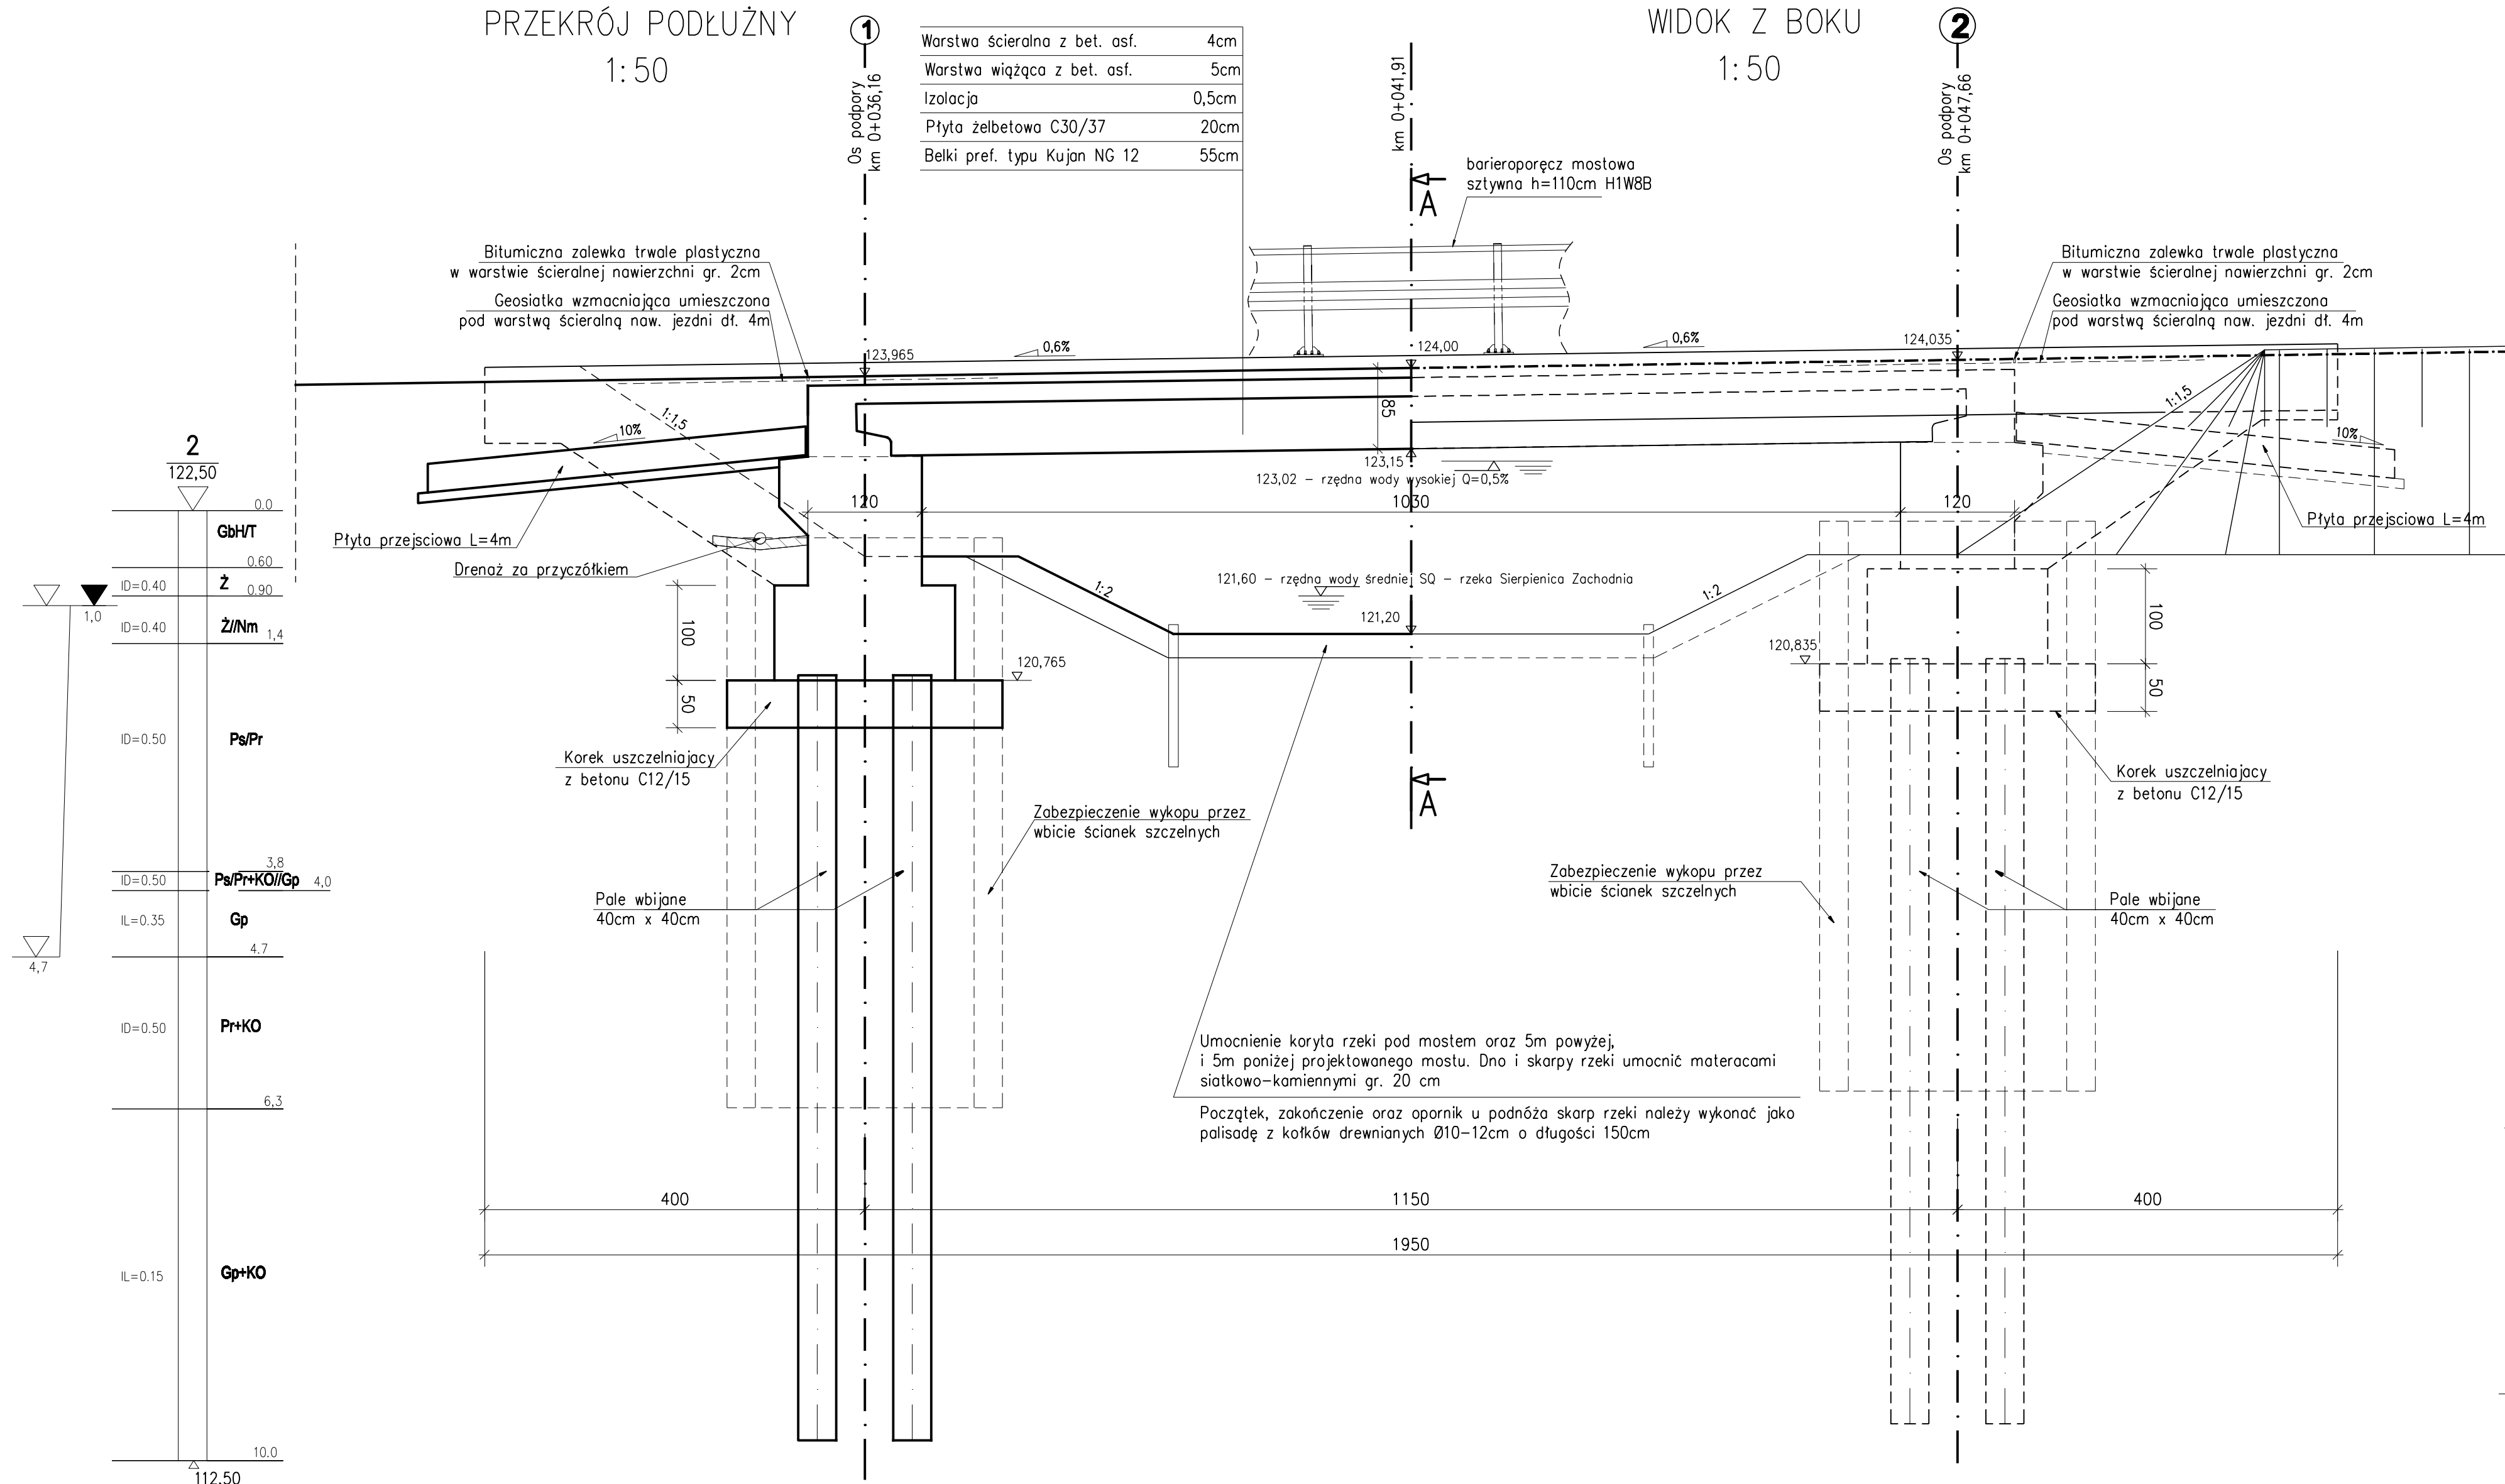 PRZEKRÓJ PODŁUŻNY
1:50
1
Os podpory
km 0+036,16
Warstwa ścieralna z bet. asf. 4cm
Warstwa wiążąca z bet. asf. 5cm
Izolacja 0,5cm
Płyta żelbetowa C30/37 20cm
Belki pref. typu Kujan NG 12 55cm
km 0+041,91
A
barieroporęcz mostowa
sztywna h=110cm H1W8B
WIDOK Z BOKU
1:50
2
Os podpory
km 0+047,66
Bitumiczna zalewka trwale plastyczna
w warstwie ścieralnej nawierzchni gr. 2cm
Geosiatka wzmacniająca umieszczona
pod warstwą ścieralną naw. jezdni dł. 4m
Bitumiczna zalewka trwale plastyczna
w warstwie ścieralnej nawierzchni gr. 2cm
Geosiatka wzmacniająca umieszczona
pod warstwą ścieralną naw. jezdni dł. 4m
123,965
0,6%
124,00
0,6%
124,035
1:1,5
10%
85
1:1,5
10%
123,15
123,02 – rzędna wody wysokiej Q=0,5%
120
1030
120
Płyta przejsciowa L=4m
Drenaż za przyczółkiem
Płyta przejsciowa L=4m
1:2
121,60 – rzędna wody średniej SQ – rzeka Sierpienica Zachodnia
1:2
121,20
100
50
120,765
120,835
100
50
Korek uszczelniajacy
z betonu C12/15
Korek uszczelniajacy
z betonu C12/15
A
Zabezpieczenie wykopu przez
wbicie ścianek szczelnych
Zabezpieczenie wykopu przez
wbicie ścianek szczelnych
Pale wbijane
40cm x 40cm
Pale wbijane
40cm x 40cm
Umocnienie koryta rzeki pod mostem oraz 5m powyżej,
i 5m poniżej projektowanego mostu. Dno i skarpy rzeki umocnić materacami
siatkowo-kamiennymi gr. 20 cm
Początek, zakończenie oraz opornik u podnóża skarp rzeki należy wykonać jako
palisadę z kołków drewnianych Ø10-12cm o długości 150cm
400
1150
400
1950
2
122,50
0.0
GbH/T
0.60
ID=0.40 Ż 0.90
1,0
ID=0.40 Ż//Nm 1,4
ID=0.50 Ps/Pr
3,8
ID=0.50 Ps/Pr+KO//Gp 4,0
IL=0.35 Gp
4.7
4,7
ID=0.50 Pr+KO
6,3
IL=0.15 Gp+KO
10.0
112,50